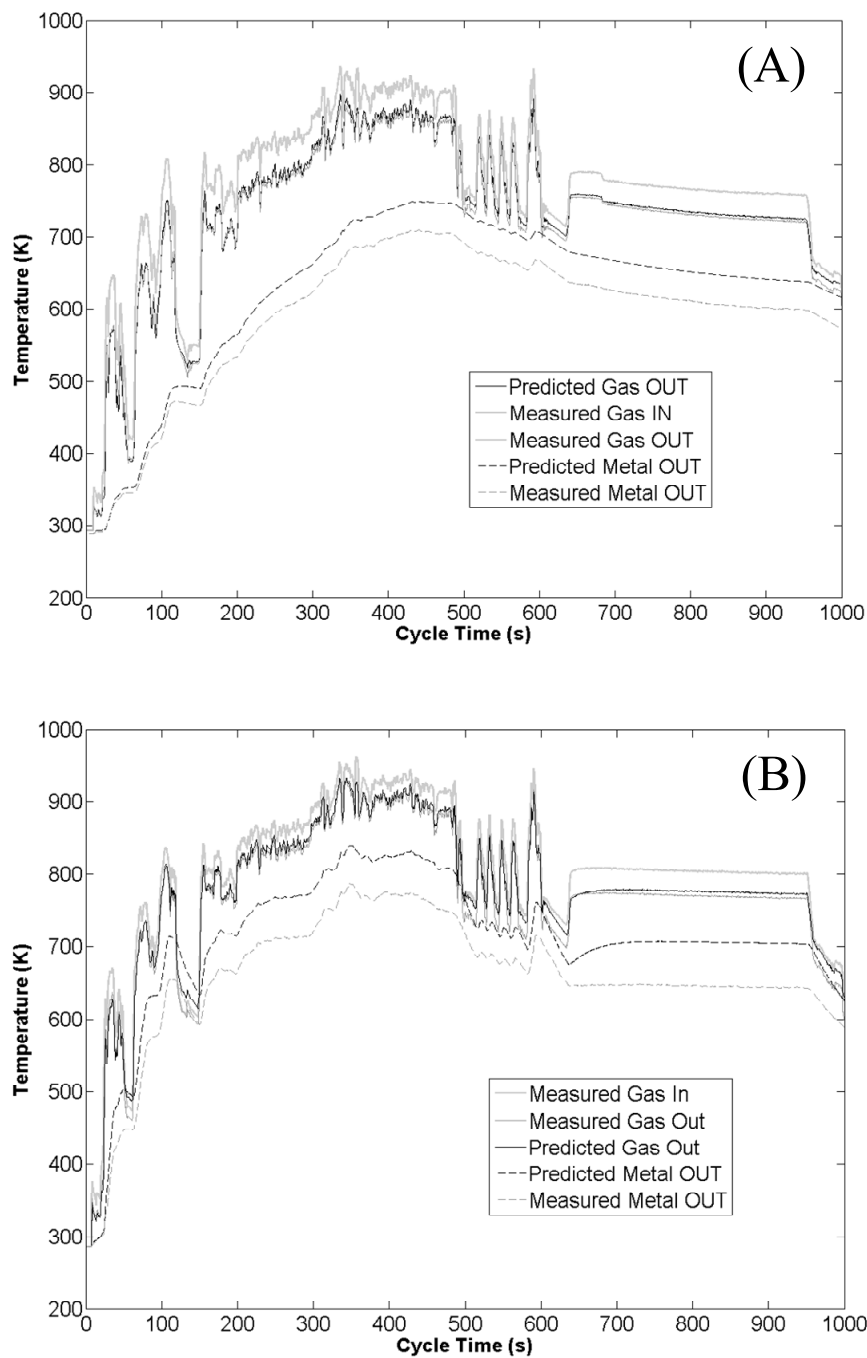 (A)
1000
900
800
700
600
500
400
300
200
Temperature (K)
Predicted Gas OUT
Measured Gas IN
Measured Gas OUT
Predicted Metal OUT
Measured Metal OUT
0 100 200 300 400 500 600 700 800 900 1000
Cycle Time (s)
(B)
1000
900
800
700
600
500
400
300
200
Temperature (K)
Measured Gas In
Measured Gas Out
Predicted Gas Out
Predicted Metal OUT
Measured Metal OUT
0 100 200 300 400 500 600 700 800 900 1000
Cycle Time (s)